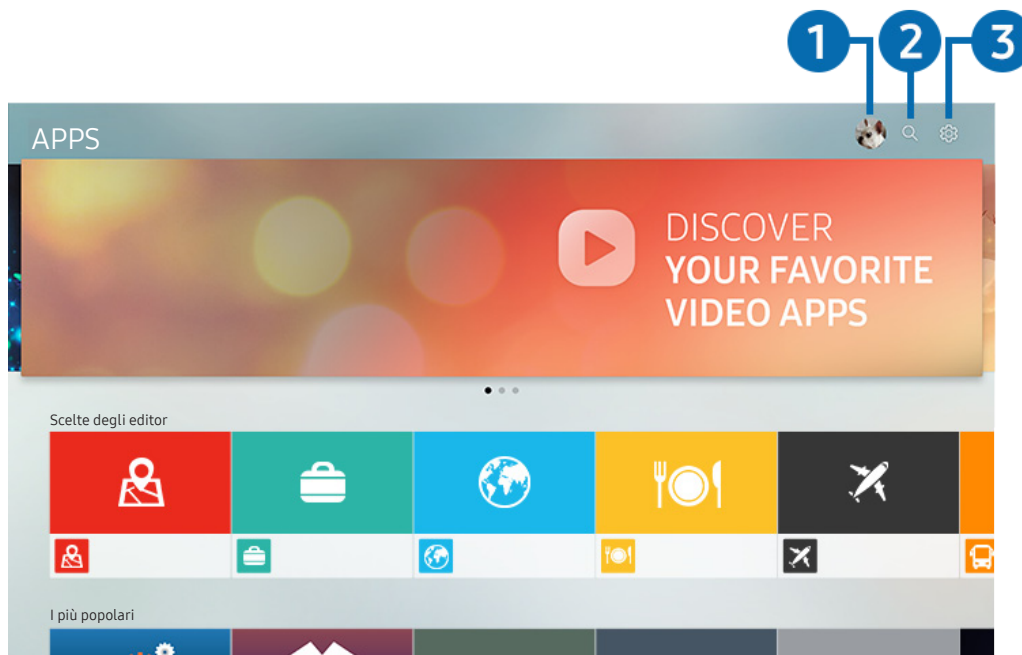 1 2 3
APPS
DISCOVER
YOUR FAVORITE
VIDEO APPS
Scelte degli editor
I più popolari